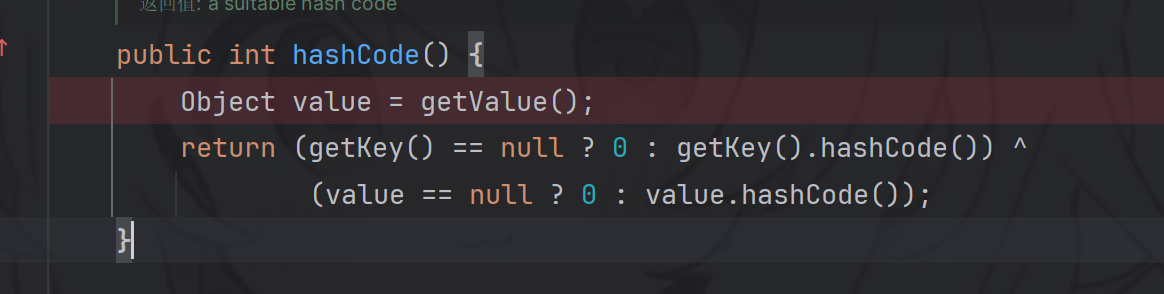 返回值: a suitable hash code
public int hashCode() {
Object value = getValue();
return (getKey() == null ? 0 : getKey().hashCode()) ^
(value == null ? 0 : value.hashCode());
}